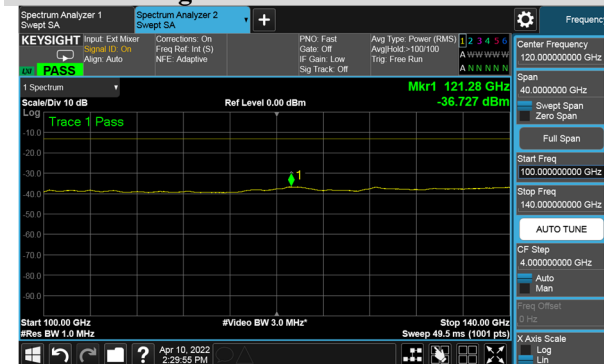 Spectrum Analyzer 1
Swept SA
Spectrum Analyzer 2
Swept SA
Frequency
KEYSIGHT
Input: Ext Mixer
Signal ID: On
Align: Auto
Corrections: On
Freq Ref: Int (S)
NFE: Adaptive
PNO: Fast
Gate: Off
IF Gain: Low
Sig Track: Off
Avg Type: Power (RMS)
Avg|Hold:>100/100
Trig: Free Run
1 2 3 4 5 6
A W W W W W
A N N N N N
PASS
1 Spectrum
Scale/Div 10 dB
Ref Level 0.00 dBm
Mkr1 121.28 GHz
-36.727 dBm
Log
Trace 1 Pass
-10.0
-20.0
-30.0
-40.0
-50.0
-60.0
-70.0
-80.0
-90.0
1
Start 100.00 GHz
#Res BW 1.0 MHz
#Video BW 3.0 MHz*
Stop 140.00 GHz
Sweep 49.5 ms (1001 pts)
Center Frequency
120.000000000 GHz
Span
40.0000000 GHz
Swept Span
Zero Span
Full Span
Start Freq
100.000000000 GHz
Stop Freq
140.000000000 GHz
AUTO TUNE
CF Step
4.000000000 GHz
Auto
Man
Freq Offset
0 Hz
X Axis Scale
Log
Lin
?
Apr 10, 2022
2:29:55 PM